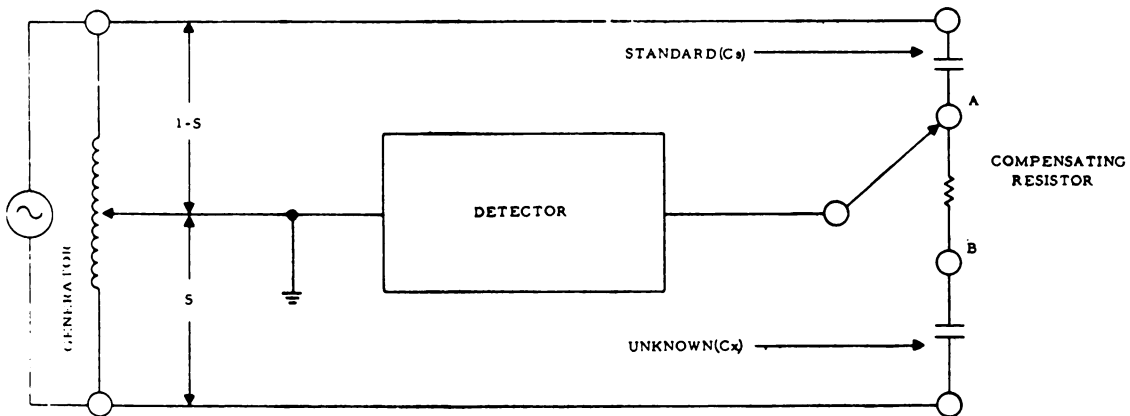 STANDARD(Cs)
A
1-S
COMPENSATING
RESISTOR
DETECTOR
B
GENERATOR
S
UNKNOWN(Cx)